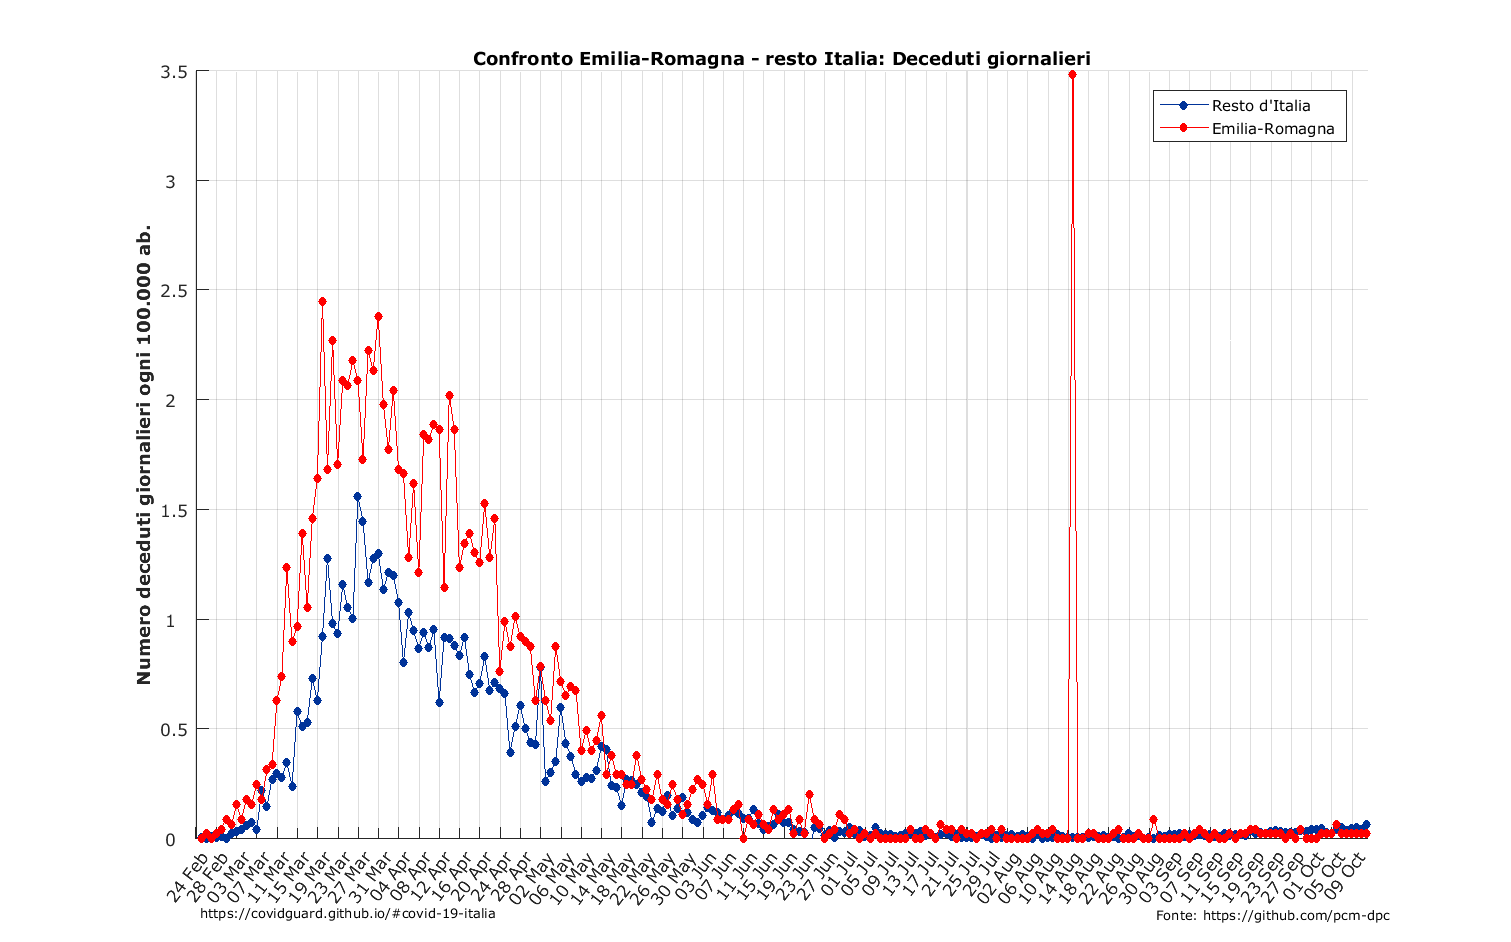 Confronto Emilia-Romagna - resto Italia: Deceduti giornalieri
Numero deceduti giornalieri ogni 100.000 ab.
3.5
3
2.5
2
1.5
1
0.5
0
Resto d'Italia
Emilia-Romagna
24 Feb
28 Feb
03 Mar
07 Mar
11 Mar
15 Mar
19 Mar
23 Mar
27 Mar
31 Mar
04 Apr
08 Apr
12 Apr
16 Apr
20 Apr
24 Apr
28 Apr
02 May
06 May
10 May
14 May
18 May
22 May
26 May
30 May
03 Jun
07 Jun
11 Jun
15 Jun
19 Jun
23 Jun
27 Jun
01 Jul
05 Jul
09 Jul
13 Jul
17 Jul
21 Jul
25 Jul
29 Jul
02 Aug
06 Aug
10 Aug
14 Aug
18 Aug
22 Aug
26 Aug
30 Aug
03 Sep
07 Sep
11 Sep
15 Sep
19 Sep
23 Sep
27 Sep
01 Oct
05 Oct
09 Oct
https://covidguard.github.io/#covid-19-italia
Fonte: https://github.com/pcm-dpc